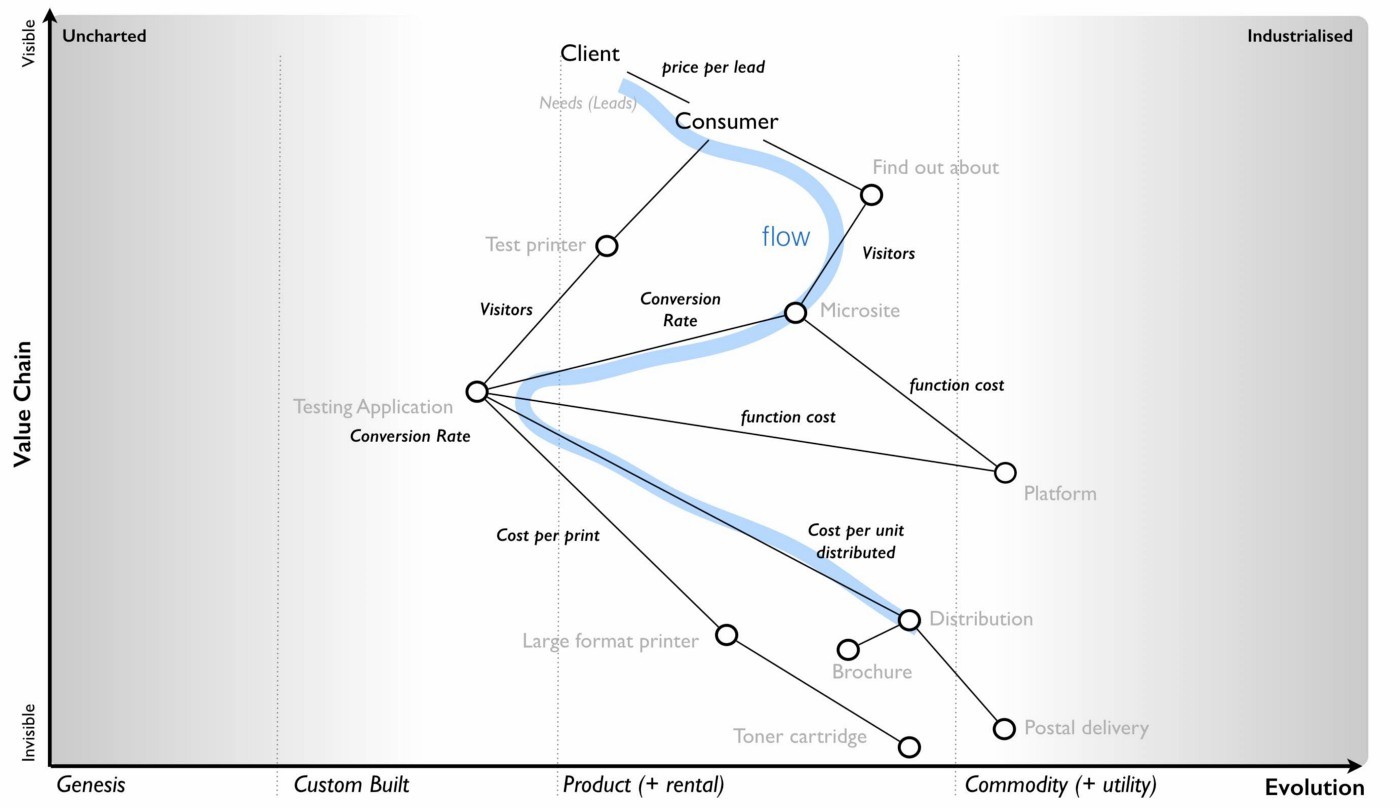 Visible
Uncharted
Industrialised
Client
price per lead
Needs (Leads)
Consumer
Find out about
Test printer
flow
Visitors
Visitors
Conversion
Rate
Microsite
Value Chain
Testing Application
Conversion Rate
function cost
function cost
Platform
Cost per print
Cost per unit
distributed
Distribution
Large format printer
Brochure
Invisible
Toner cartridge
Postal delivery
Genesis
Custom Built
Product (+ rental)
Commodity (+ utility)
Evolution